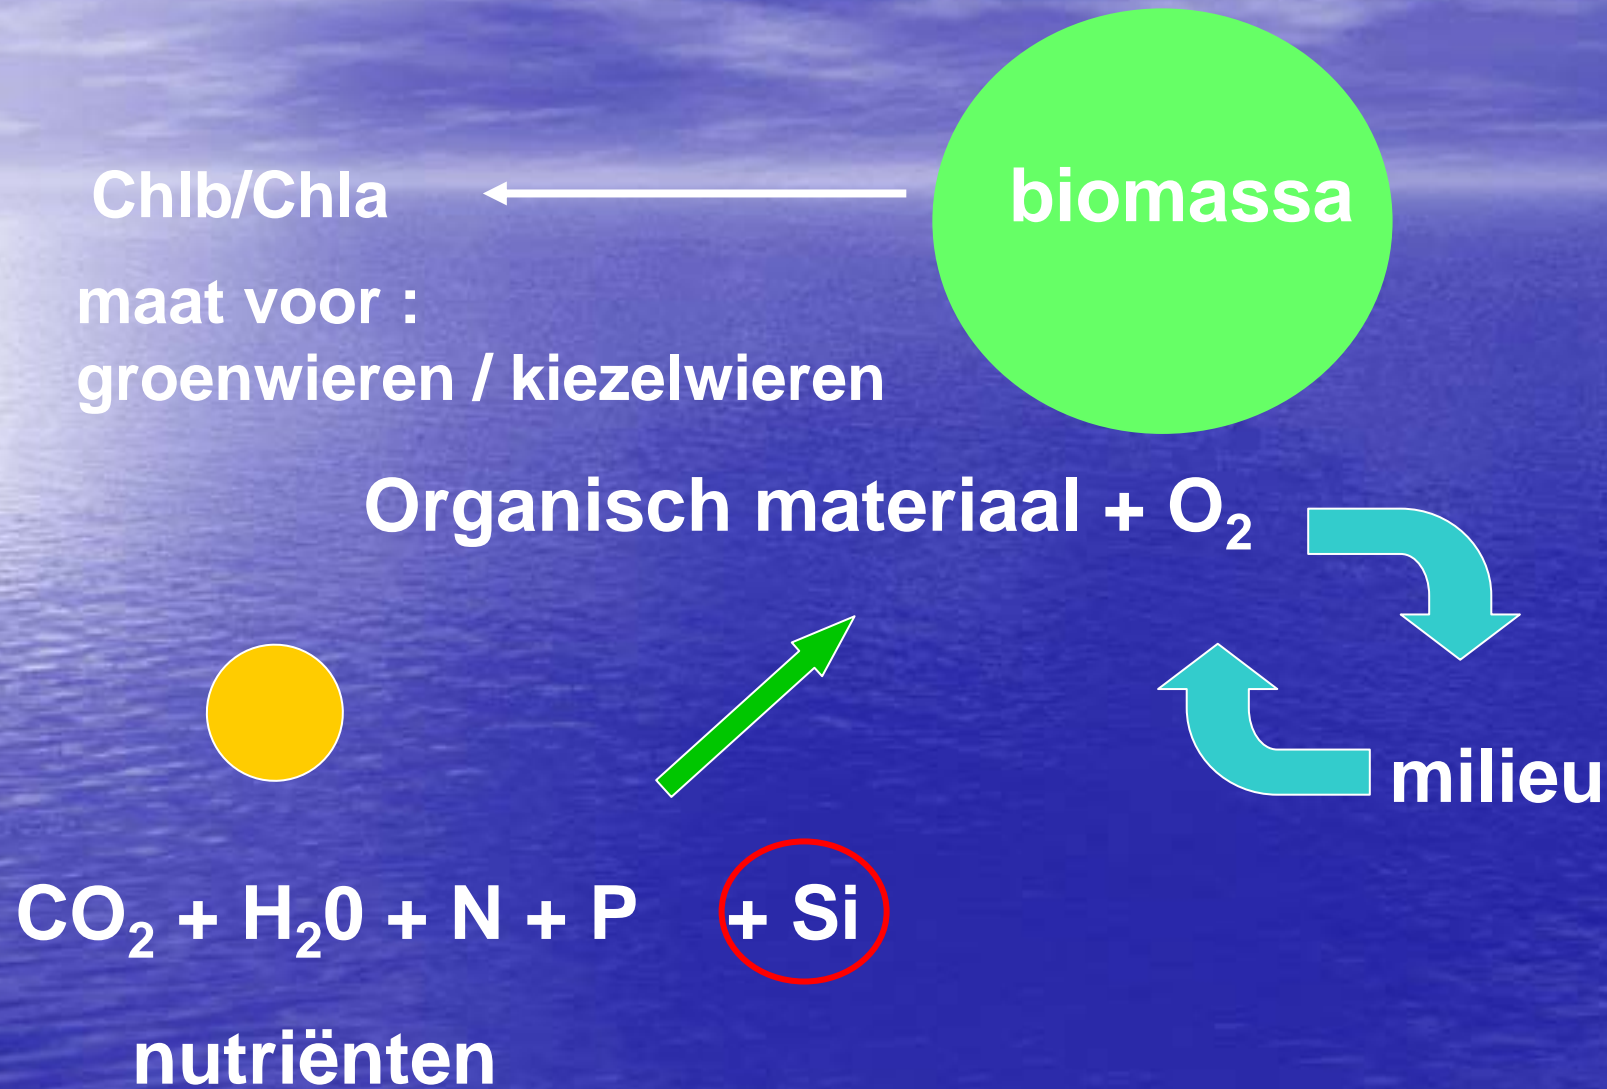 Chlb/Chla
biomassa
maat voor :
groenwieren / kiezelwieren
Organisch materiaal + O₂
milieu
CO₂ + H₂0 + N + P + Si
nutriënten